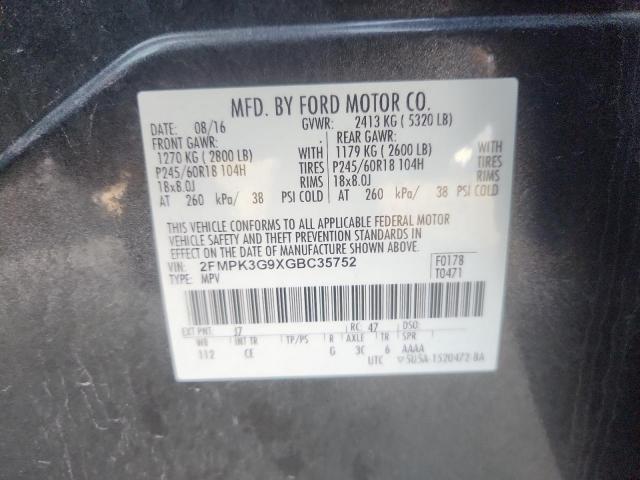 MFD. BY FORD MOTOR CO.
DATE: 08/16 GVWR: 2413 KG ( 5320 LB)
FRONT GAWR: REAR GAWR:
1270 KG ( 2800 LB) WITH 1179 KG ( 2600 LB) WITH
P245/60R18 104H TIRES P245/60R18 104H TIRES
18x8.0J RIMS 18x8.0J RIMS
AT 260 kPa/ 38 PSI COLD AT 260 kPa/ 38 PSI COLD
THIS VEHICLE CONFORMS TO ALL APPLICABLE FEDERAL MOTOR
VEHICLE SAFETY AND THEFT PREVENTION STANDARDS IN
EFFECT ON THE DATE OF MANUFACTURE SHOWN ABOVE.
VIN: 2FMPK3G9XGBC35752 F0178
TYPE: MPV T0471
EXT PNT: J7 RC: 47 DSO:
WB INT TR TP/PS R AXLE TR SPR
112 CE G 3C 6 AAAA
UTC ▽5U5A-1520472-BA